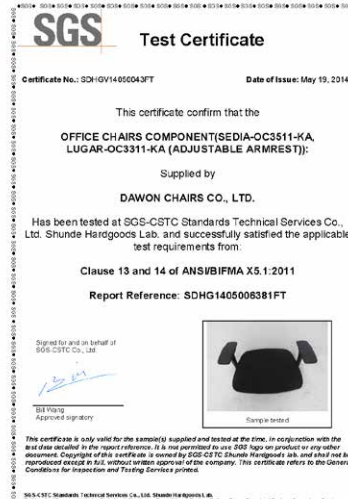 SGS
Test Certificate
Certificate No.: SDHGV14050043FT
Date of Issue: May 19, 2014
This certificate confirm that the
OFFICE CHAIRS COMPONENT(SEDIA-OC3511-KA,
LUGAR-OC3311-KA (ADJUSTABLE ARMREST)):
Supplied by
DAWON CHAIRS CO., LTD.
Has been tested at SGS-CSTC Standards Technical Services Co.,
Ltd. Shunde Hardgoods Lab. and successfully satisfied the applicable
test requirements from:
Clause 13 and 14 of ANSI/BIFMA X5.1:2011
Report Reference: SDHG1405006381FT
Signed for and on behalf of
SGS-CSTC Co., Ltd
Bill Wang
Approved signatory
Sample tested
This certificate is only valid for the sample(s) supplied and tested at the time, in conjunction with the
test data detailed in the report reference. It is not permitted to use SGS logo on product or any other
document. Copyright of this certificate is owned by SGS-CSTC Shunde Hardgoods lab. and shall not be
reproduced except in full, without written approval of the company. This certificate refers to the General
Conditions for Inspection and Testing Services printed.
SGS-CSTC Standards Technical Services Co., Ltd. Shunde Hardgoods Lab.